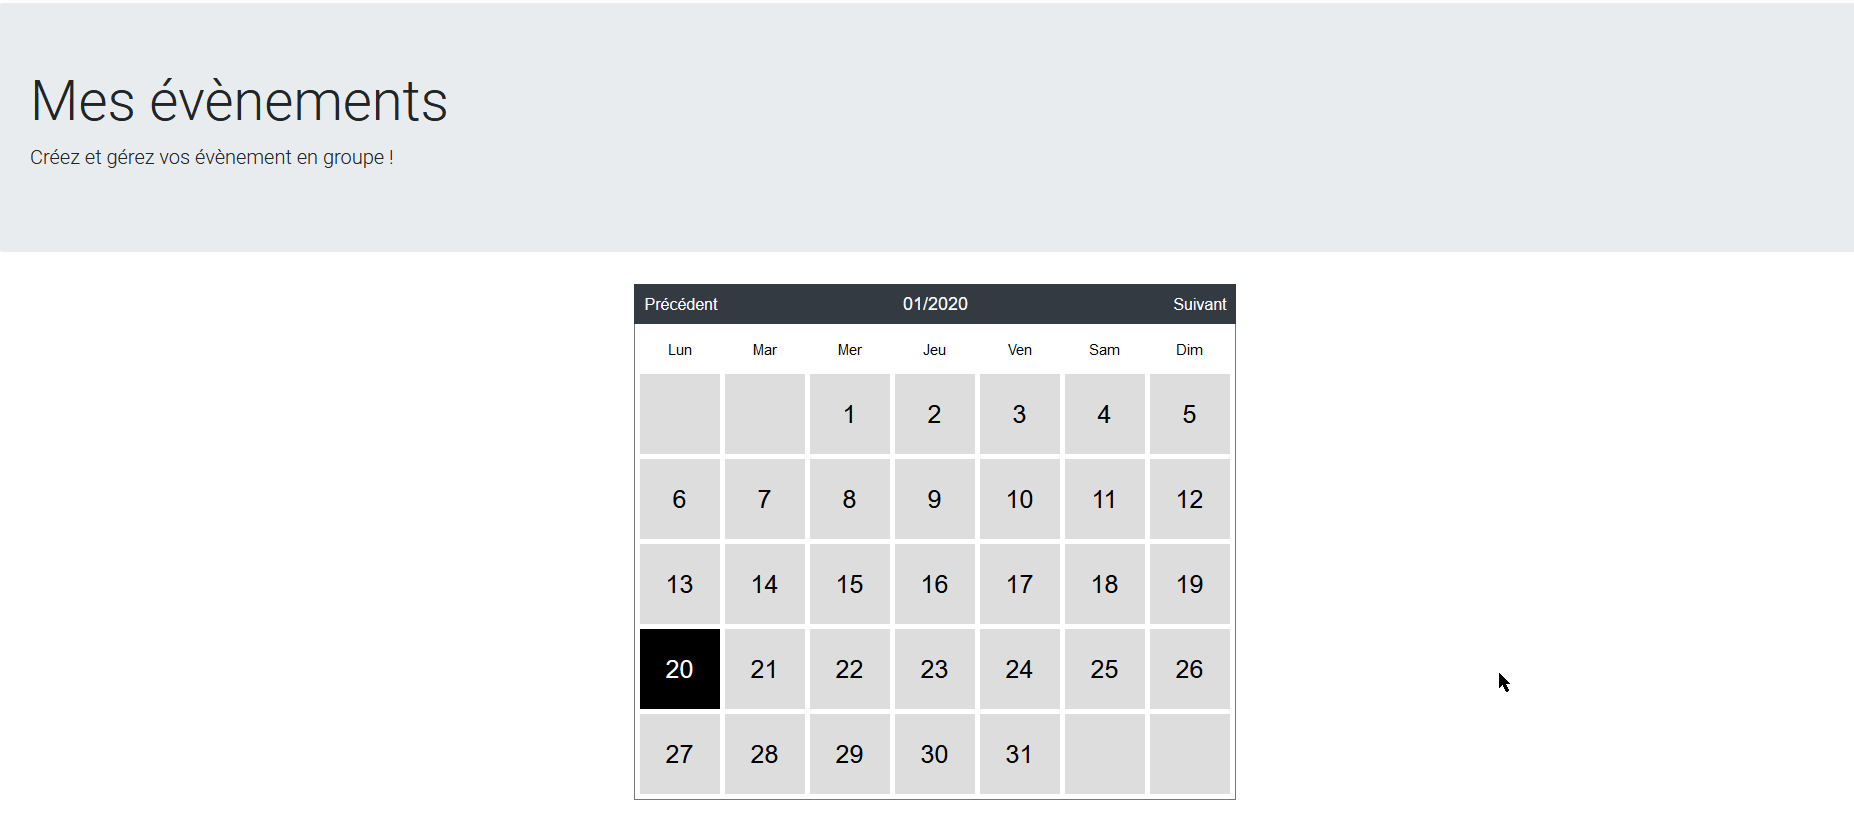 Mes évènements
Créez et gérez vos évènement en groupe !
Précédent 01/2020 Suivant
Lun Mar Mer Jeu Ven Sam Dim
1 2 3 4 5
6 7 8 9 10 11 12
13 14 15 16 17 18 19
20 21 22 23 24 25 26
27 28 29 30 31